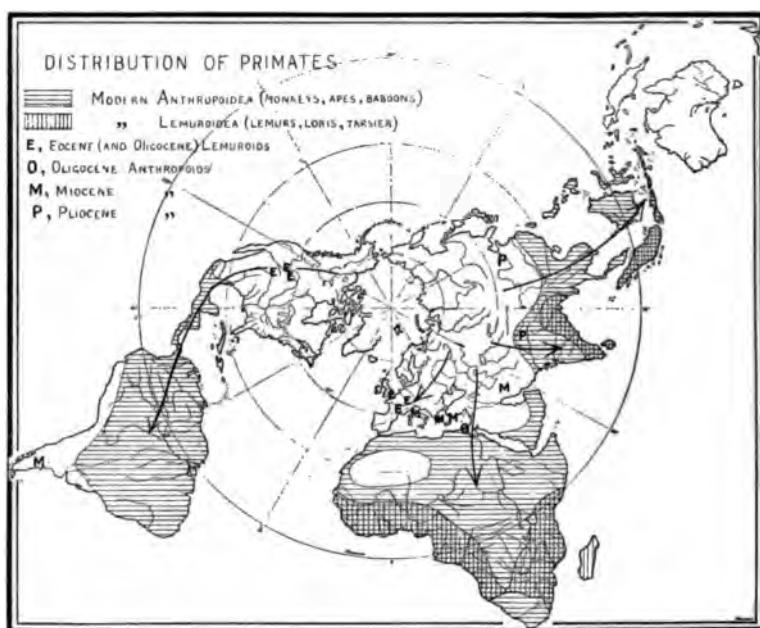 DISTRIBUTION OF PRIMATES
MODERN ANTHROPOIDEA (MONKEYS, APES, BABOONS)
„ LEMUROIDEA (LEMURS, LORIS, TARSIER)
E, EOCENE (AND OLIGOCENE) LEMUROIDS
O, OLIGOCENE ANTHROPOIDS
M, MIOCENE „
P, PLIOCENE „
P
E E
E
P
M
E
E
E M M M
O
M